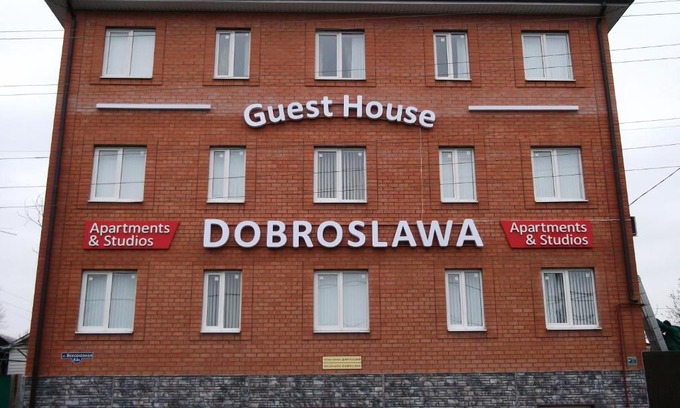 Guest House
Apartments
& Studios
DOBROSLAWA
Apartments
& Studios